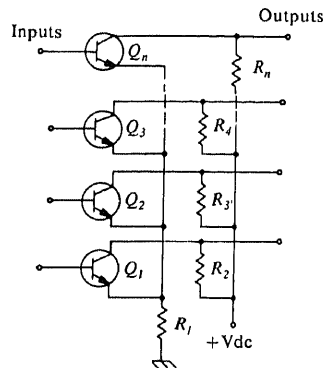 Outputs
Inputs
Qn
Rn
Q3
R4
Q2
R3'
Q1
R2
R1
+Vdc